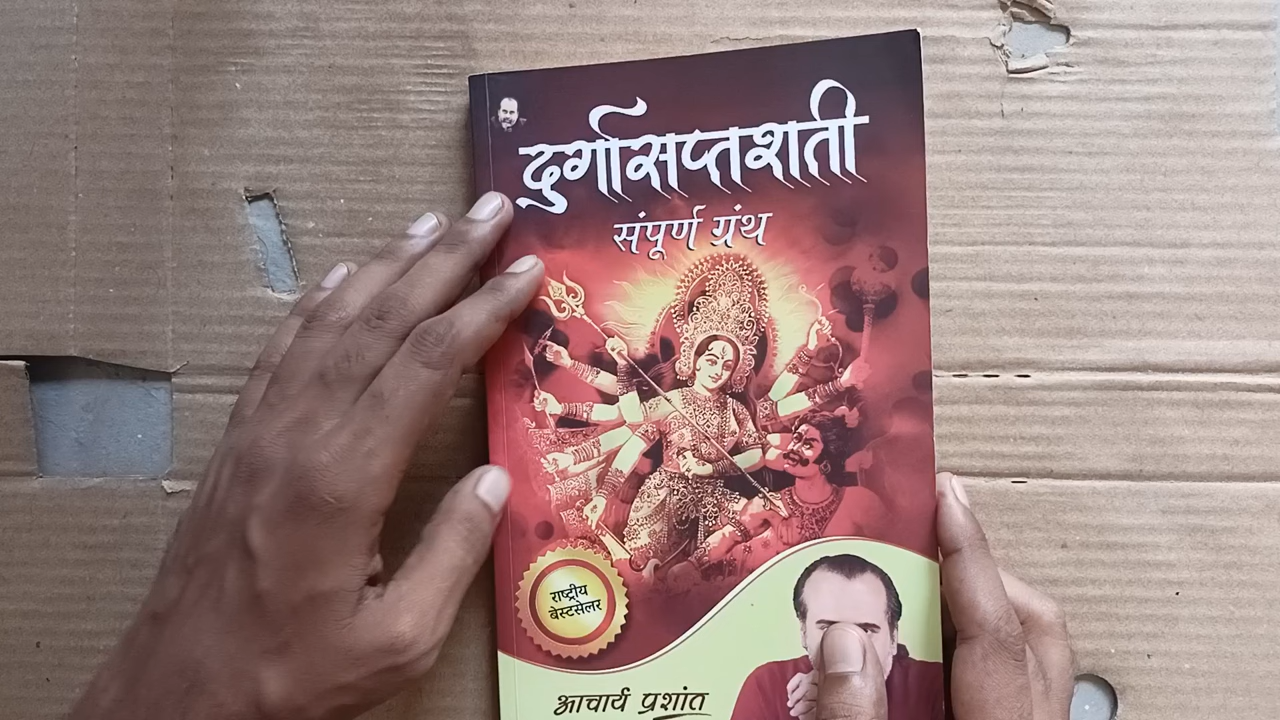 दुर्गासप्तशती
संपूर्ण ग्रंथ
राष्ट्रीय
बेस्टसेलर
आचार्य प्रशांत